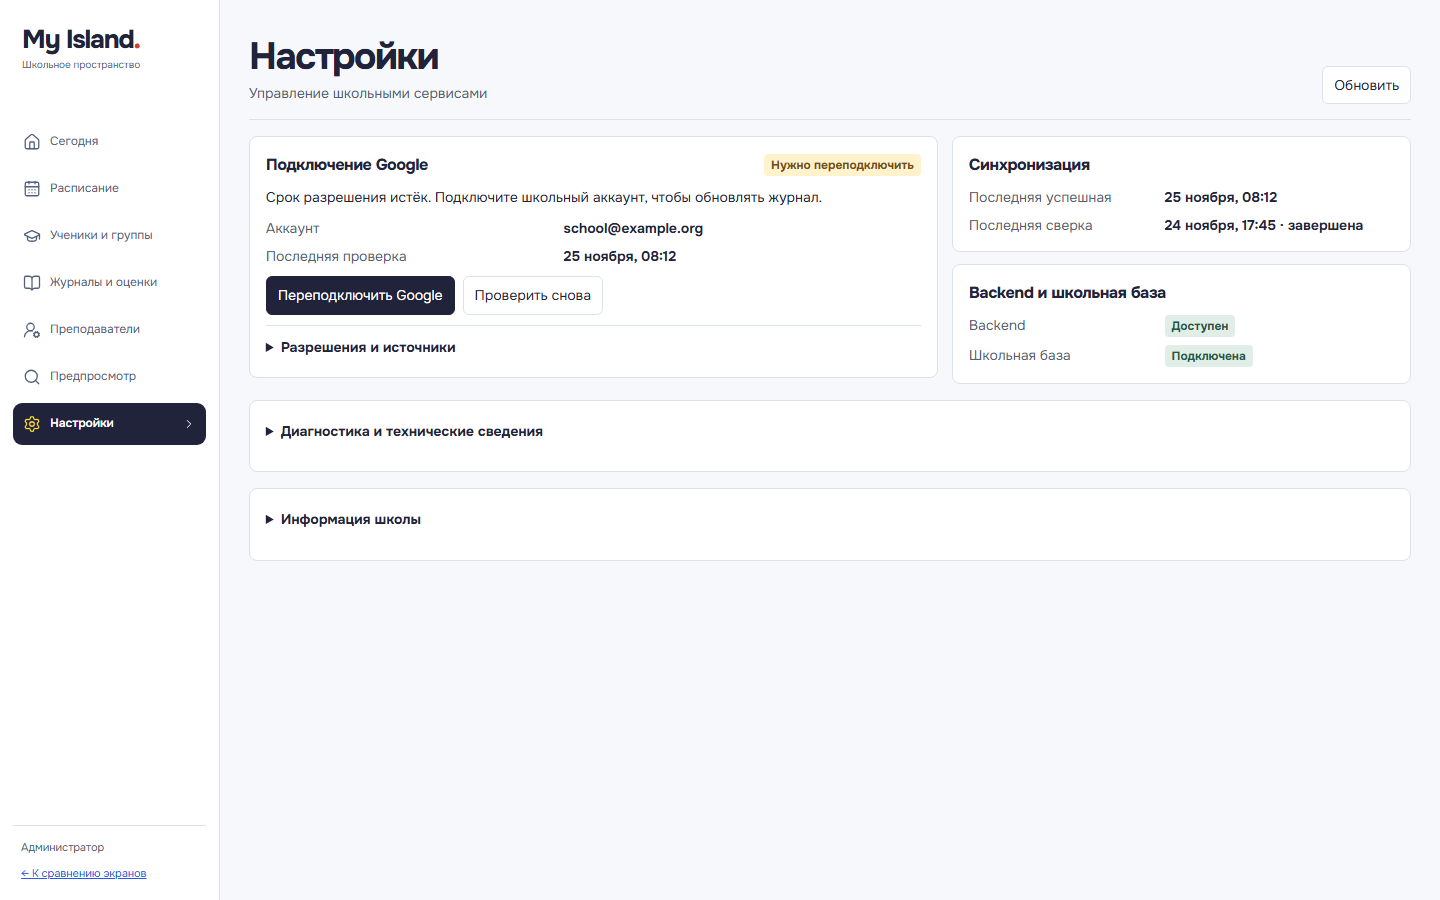 My Island.
Школьное пространство
Сегодня
Расписание
Ученики и группы
Журналы и оценки
Преподаватели
Предпросмотр
Настройки
Администратор
← К сравнению экранов
Настройки
Управление школьными сервисами
Обновить
Подключение Google
Нужно переподключить
Срок разрешения истёк. Подключите школьный аккаунт, чтобы обновлять журнал.
Аккаунт school@example.org
Последняя проверка 25 ноября, 08:12
Переподключить Google
Проверить снова
Разрешения и источники
Синхронизация
Последняя успешная 25 ноября, 08:12
Последняя сверка 24 ноября, 17:45 · завершена
Backend и школьная база
Backend Доступен
Школьная база Подключена
Диагностика и технические сведения
Информация школы